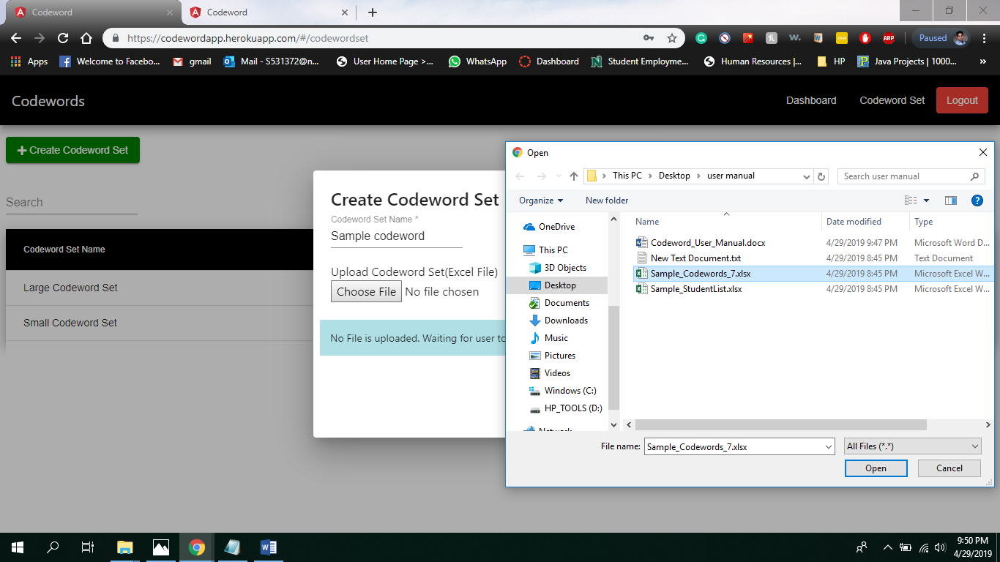 Codeword
Codeword
https://codewordapp.herokuapp.com/#/codewordset
Paused
Apps
Welcome to Facebo...
gmail
Mail - S531372@n...
User Home Page >...
WhatsApp
Dashboard
Student Employme...
Human Resources |...
HP
Java Projects | 1000...
»
Codewords
Dashboard
Codeword Set
Logout
+ Create Codeword Set
Search
Codeword Set Name
Large Codeword Set
Small Codeword Set
Create Codeword Set
Codeword Set Name *
Sample codeword
Upload Codeword Set(Excel File)
Choose File No file chosen
No File is uploaded. Waiting for user to
Open
This PC > Desktop > user manual
Search user manual
Organize
New folder
OneDrive
This PC
3D Objects
Desktop
Documents
Downloads
Music
Pictures
Videos
Windows (C:)
HP_TOOLS (D:)
Network
Name Date modified Type
Codeword_User_Manual.docx 4/29/2019 9:47 PM Microsoft Word D...
New Text Document.txt 4/29/2019 8:45 PM Text Document
Sample_Codewords_7.xlsx 4/29/2019 8:45 PM Microsoft Excel W...
Sample_StudentList.xlsx 4/29/2019 8:45 PM Microsoft Excel W...
File name: Sample_Codewords_7.xlsx
All Files (*.*)
Open
Cancel
9:50 PM
4/29/2019